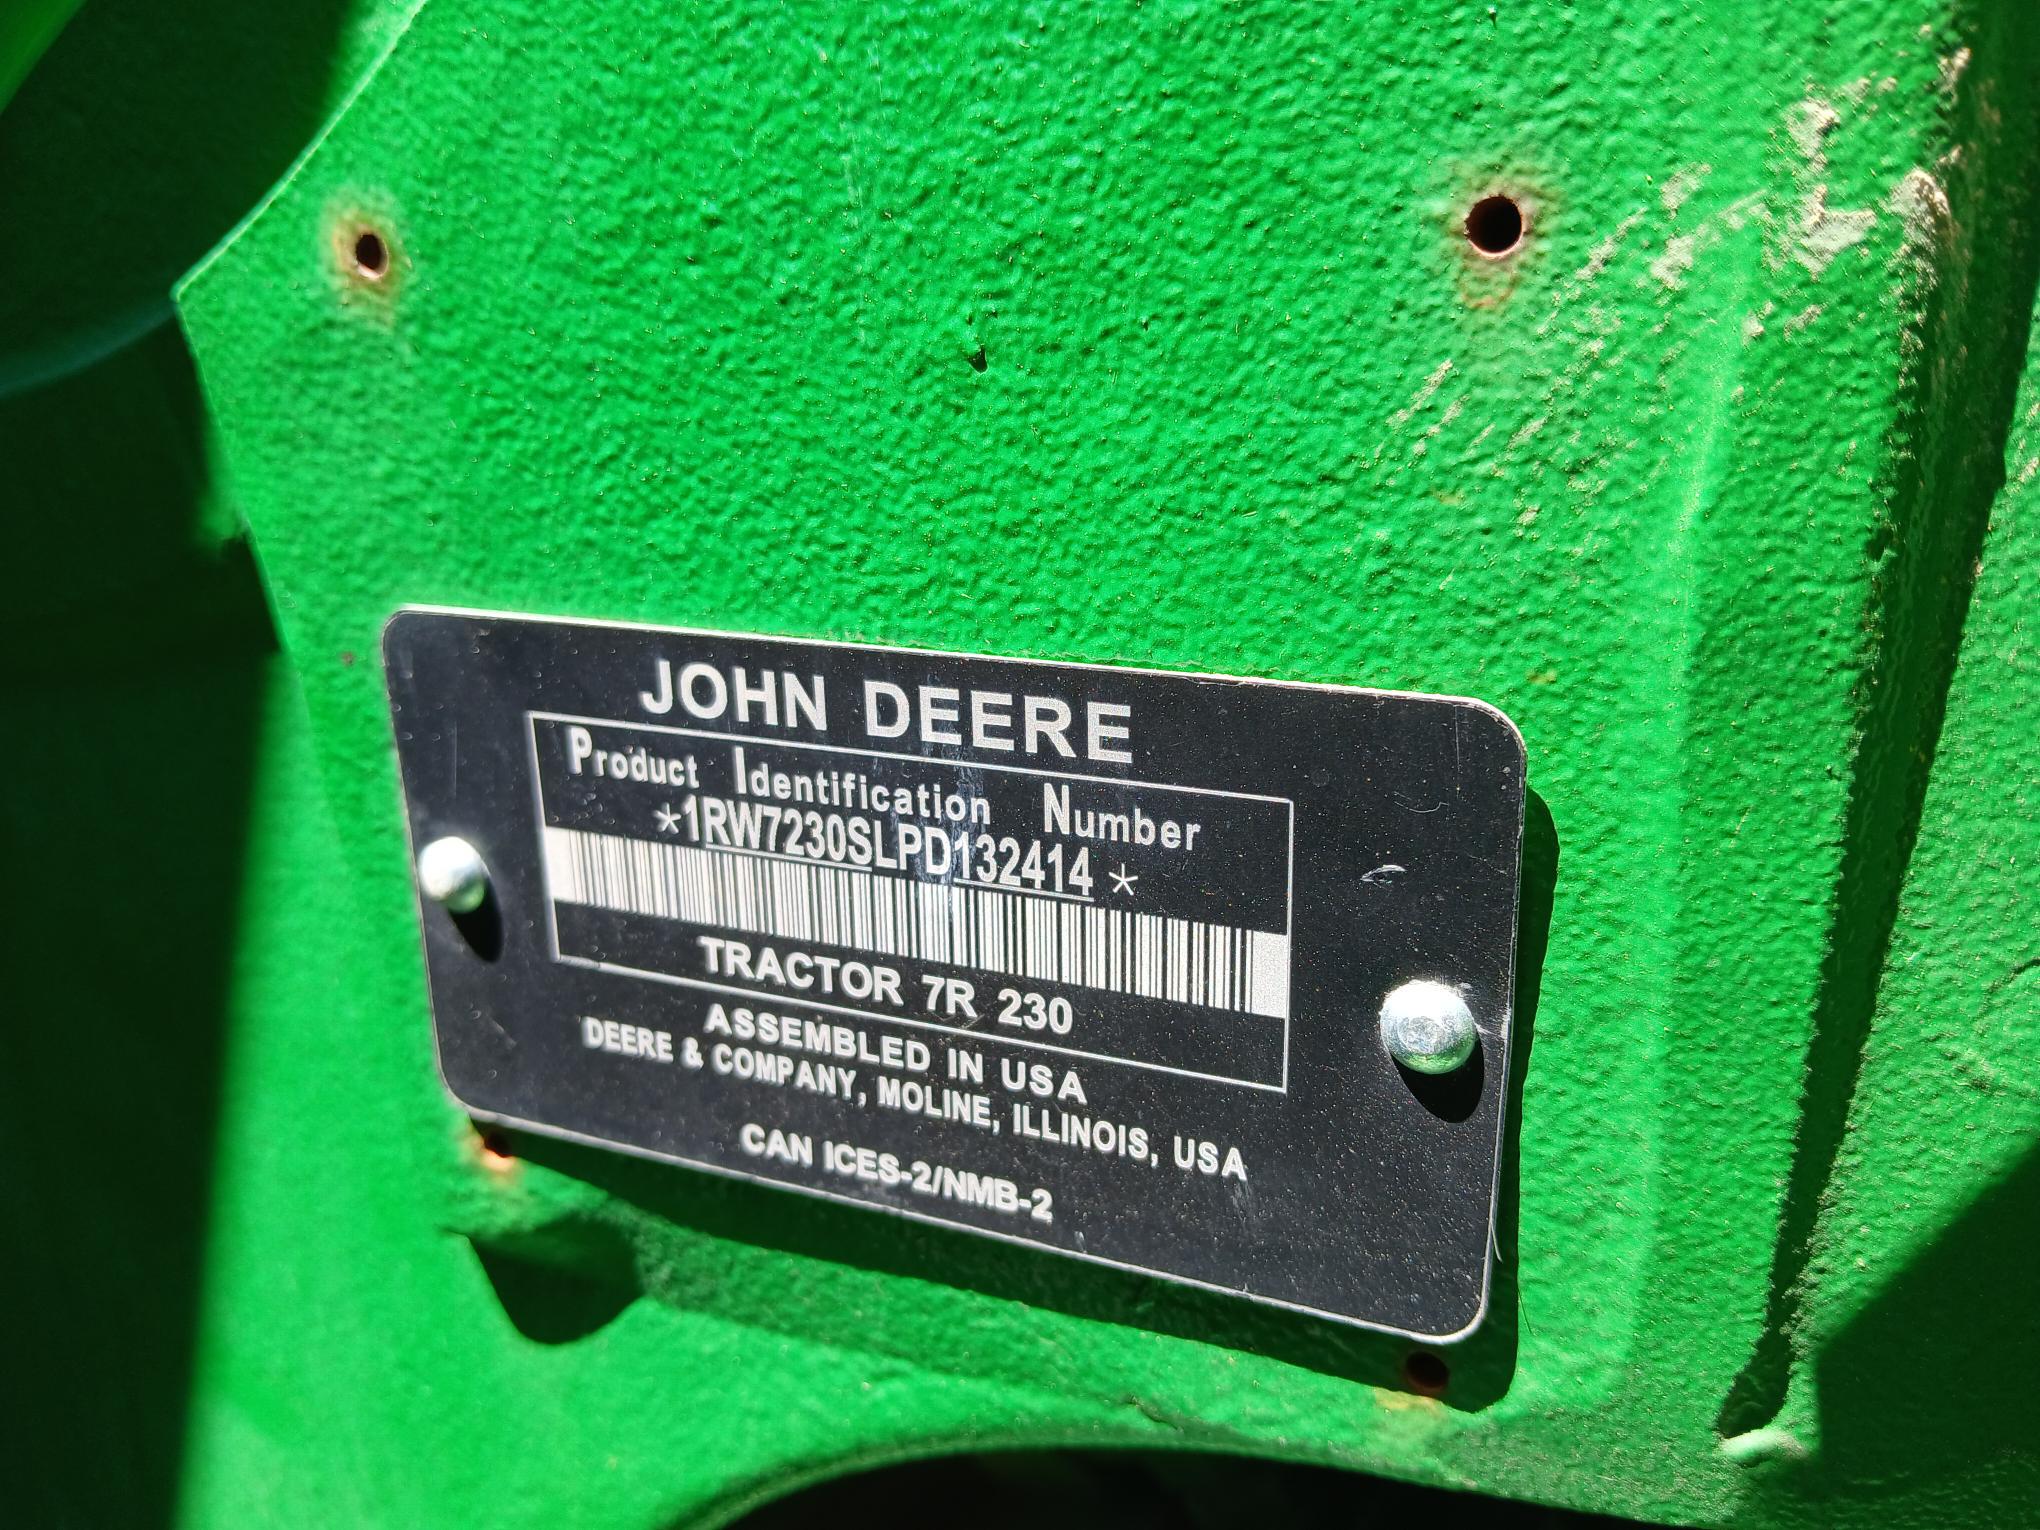 JOHN DEERE
Product Identification Number
*1RW7230SLPD132414*
TRACTOR 7R 230
ASSEMBLED IN USA
DEERE & COMPANY, MOLINE, ILLINOIS, USA
CAN ICES-2/NMB-2